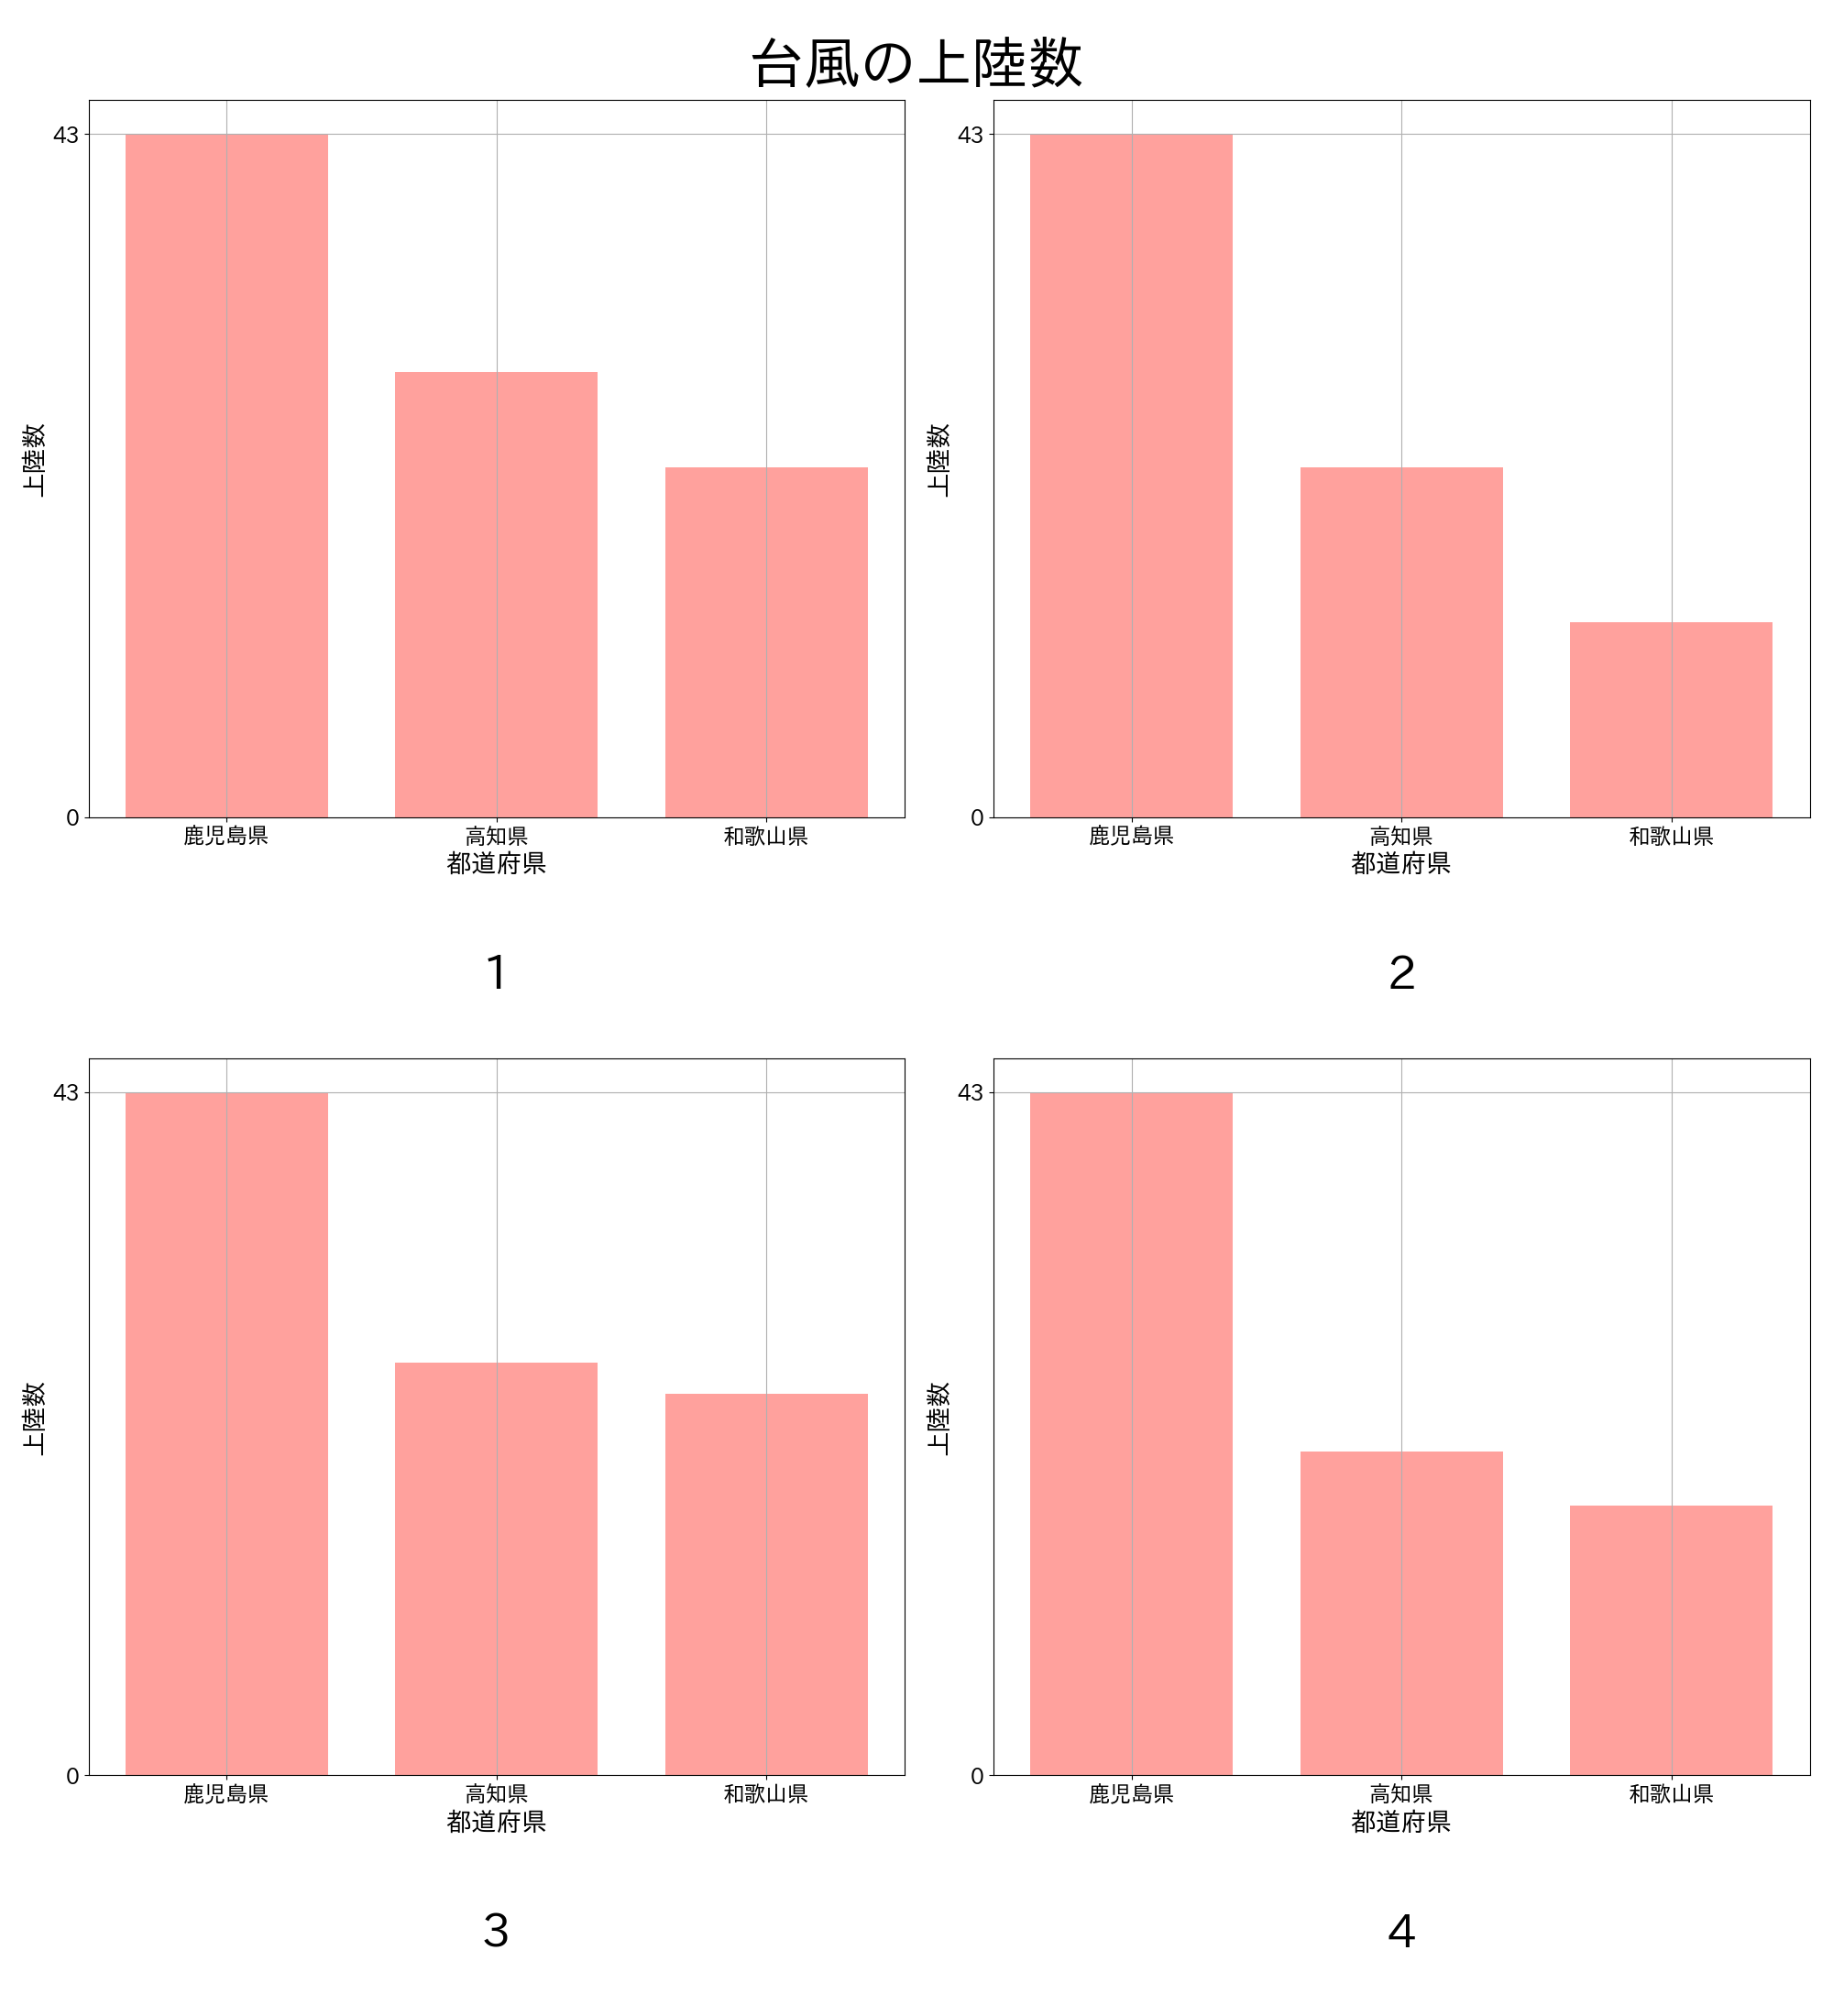 台風の上陸数
43
0
上陸数
鹿児島県 高知県 和歌山県
都道府県
1
43
0
上陸数
鹿児島県 高知県 和歌山県
都道府県
2
43
0
上陸数
鹿児島県 高知県 和歌山県
都道府県
3
43
0
上陸数
鹿児島県 高知県 和歌山県
都道府県
4